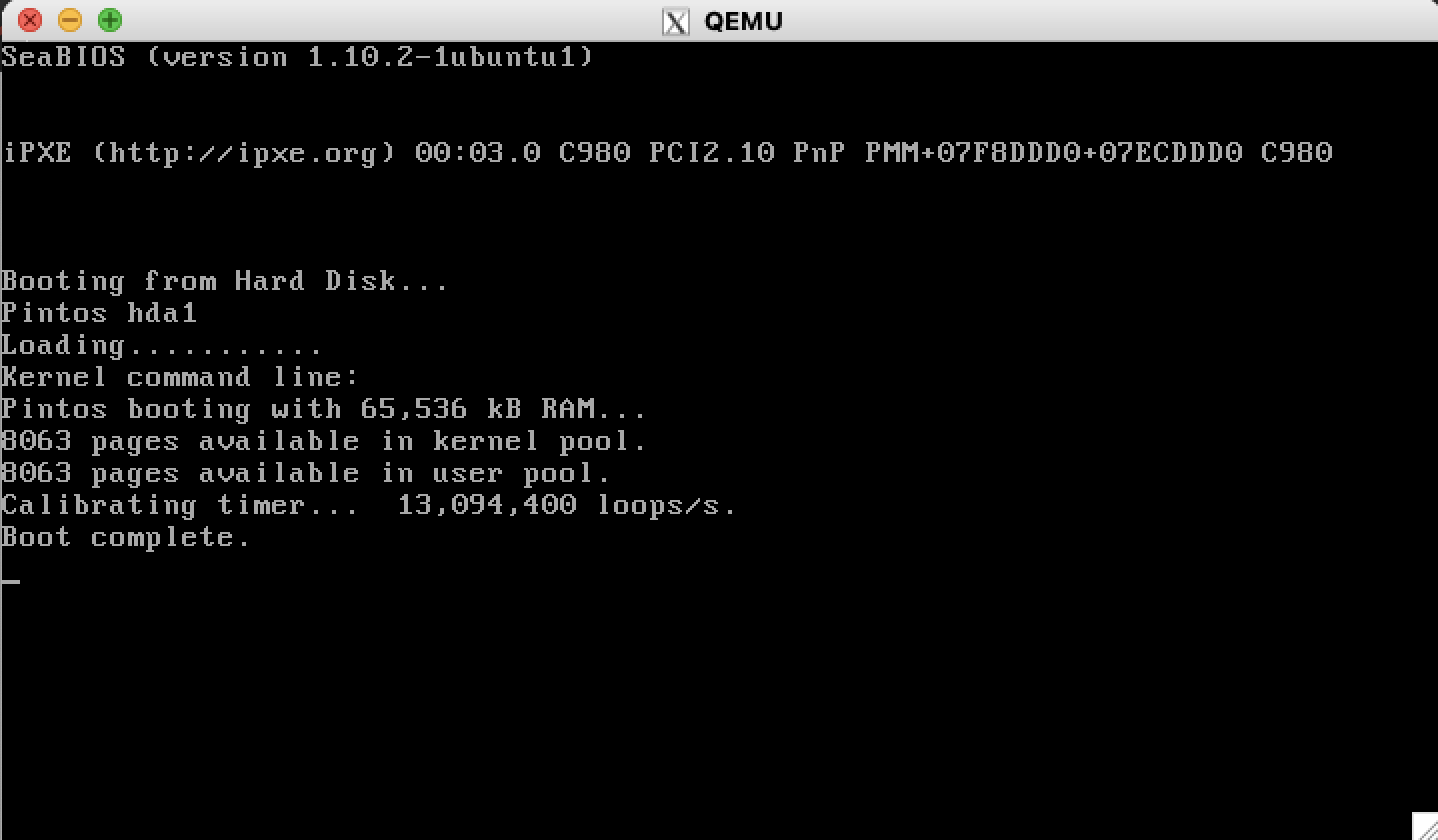 QEMU
SeaBIOS (version 1.10.2-1ubuntu1)
iPXE (http://ipxe.org) 00:03.0 C980 PCI2.10 PnP PMM+07F8DDD0+07ECDDD0 C980
Booting from Hard Disk...
Pintos hda1
Loading...........
Kernel command line:
Pintos booting with 65,536 kB RAM...
8063 pages available in kernel pool.
8063 pages available in user pool.
Calibrating timer...  13,094,400 loops/s.
Boot complete.